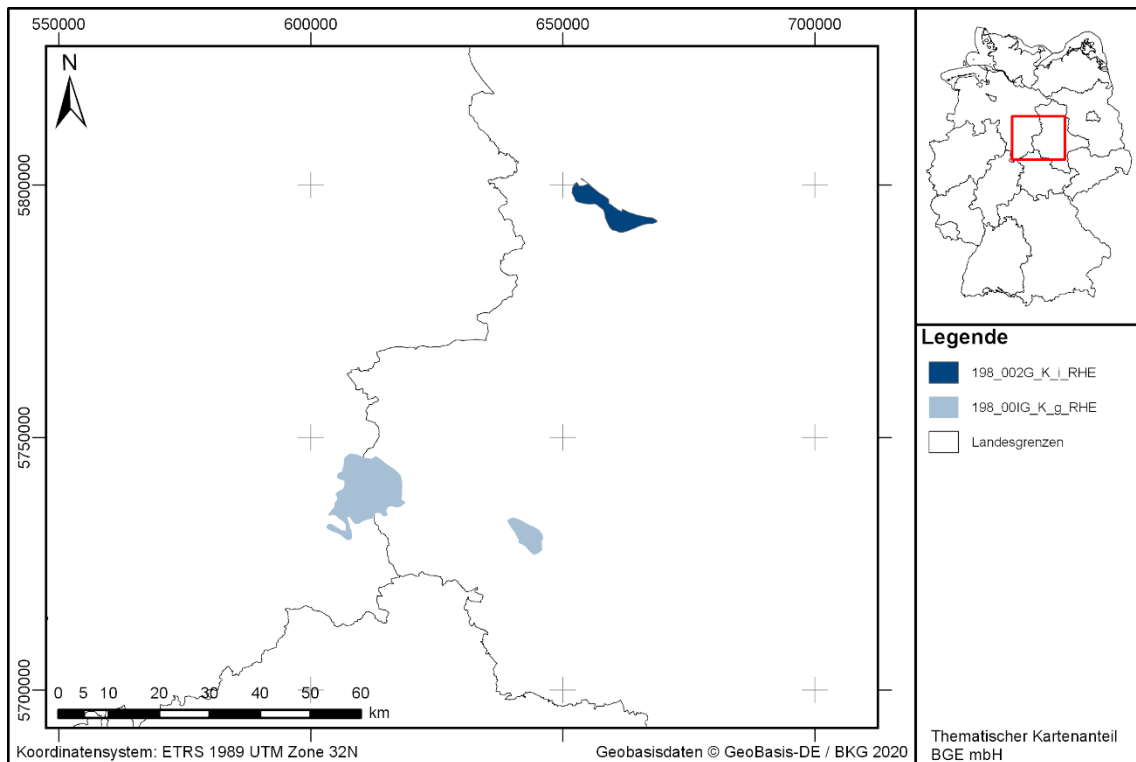 550000 600000 650000 700000
N
5800000
5750000
5700000
0 5 10 20 30 40 50 60
km
Koordinatensystem: ETRS 1989 UTM Zone 32N
Geobasisdaten © GeoBasis-DE / BKG 2020
Legende
198_002G_K_i_RHE
198_00IG_K_g_RHE
Landesgrenzen
Thematischer Kartenanteil
BGE mbH